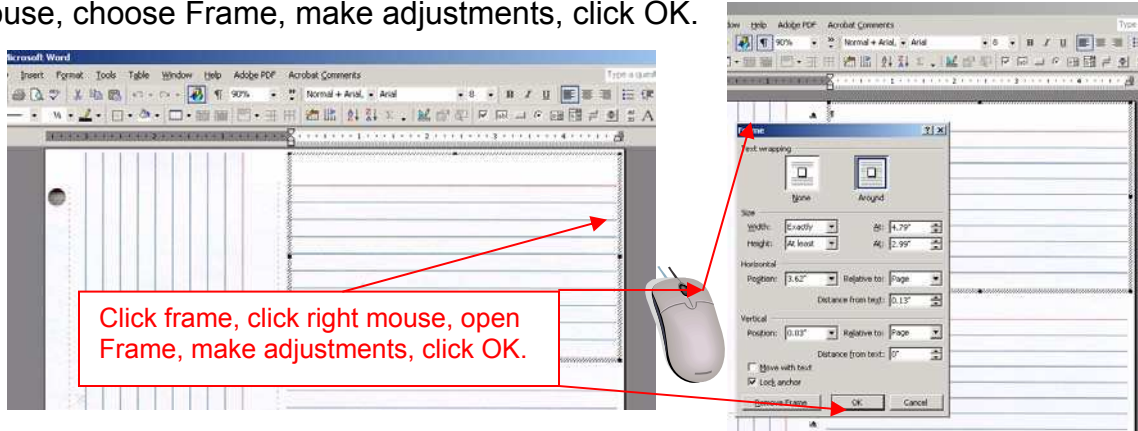 ouse, choose Frame, make adjustments, click OK.
Microsoft Word
Insert Format Tools Table Window Help Adobe PDF Acrobat Comments
90% Normal + Arial, Arial 8 B I U
Click frame, click right mouse, open
Frame, make adjustments, click OK.
Help Adobe PDF Acrobat Comments Type
90% Normal + Arial, Arial 8 B I U
Frame
Text wrapping
None Around
Size
Width: Exactly At: 4.79"
Height: At least At: 2.99"
Horizontal
Position: 3.62" Relative to: Page
Distance from text: 0.13"
Vertical
Position: 0.03" Relative to: Page
Distance from text: 0"
Move with text
Lock anchor
Remove Frame OK Cancel